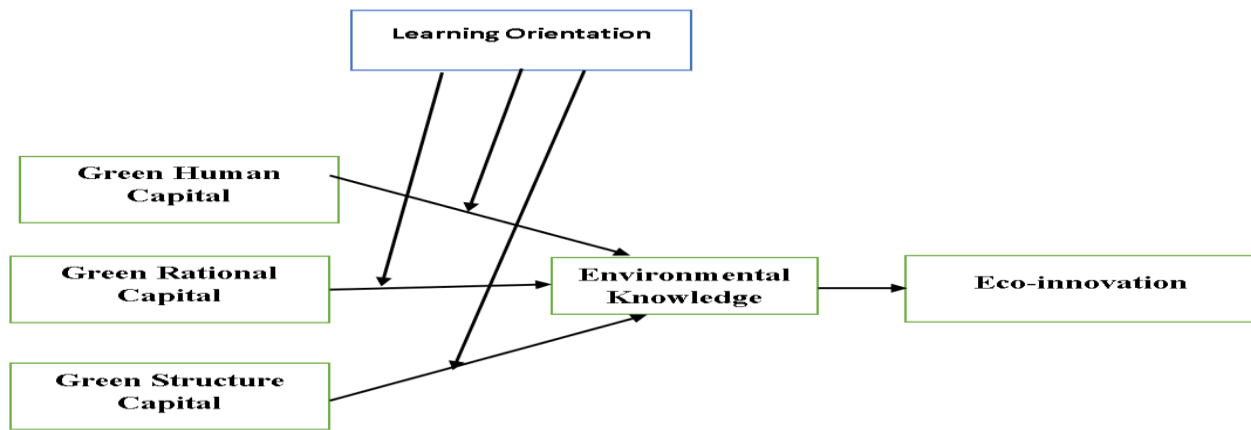 Learning Orientation
Green Human
Capital
Green Rational
Capital
Environmental
Knowledge
Eco-innovation
Green Structure
Capital